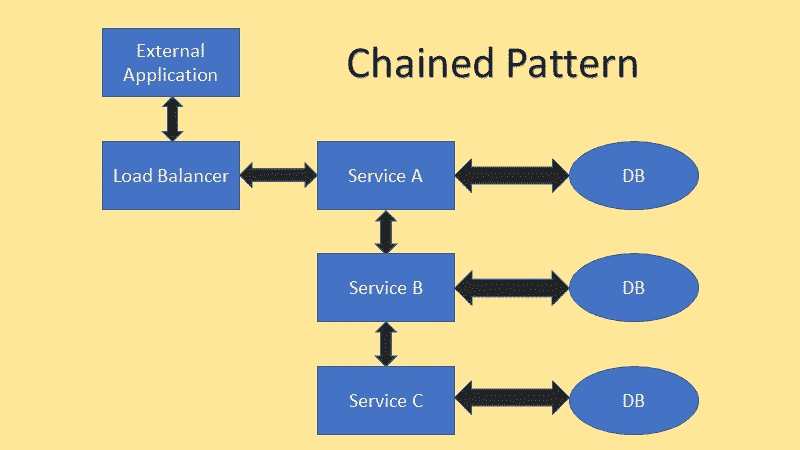 External
Application
Chained Pattern
Load Balancer
Service A
DB
Service B
DB
Service C
DB